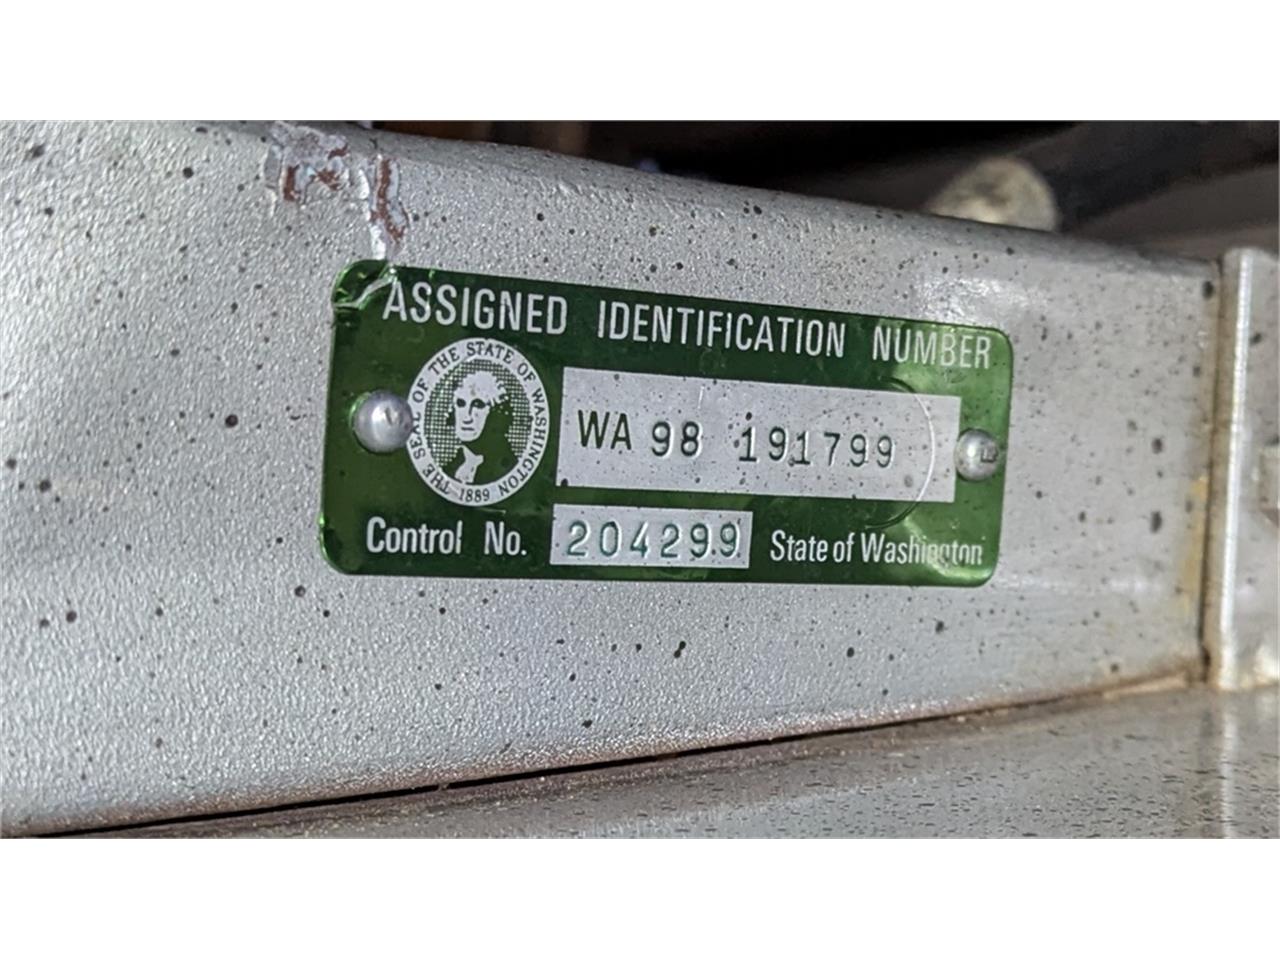 ASSIGNED IDENTIFICATION NUMBER
THE SEAL OF THE STATE OF WASHINGTON
1889
WA 98 191799
Control No. 204299 State of Washington